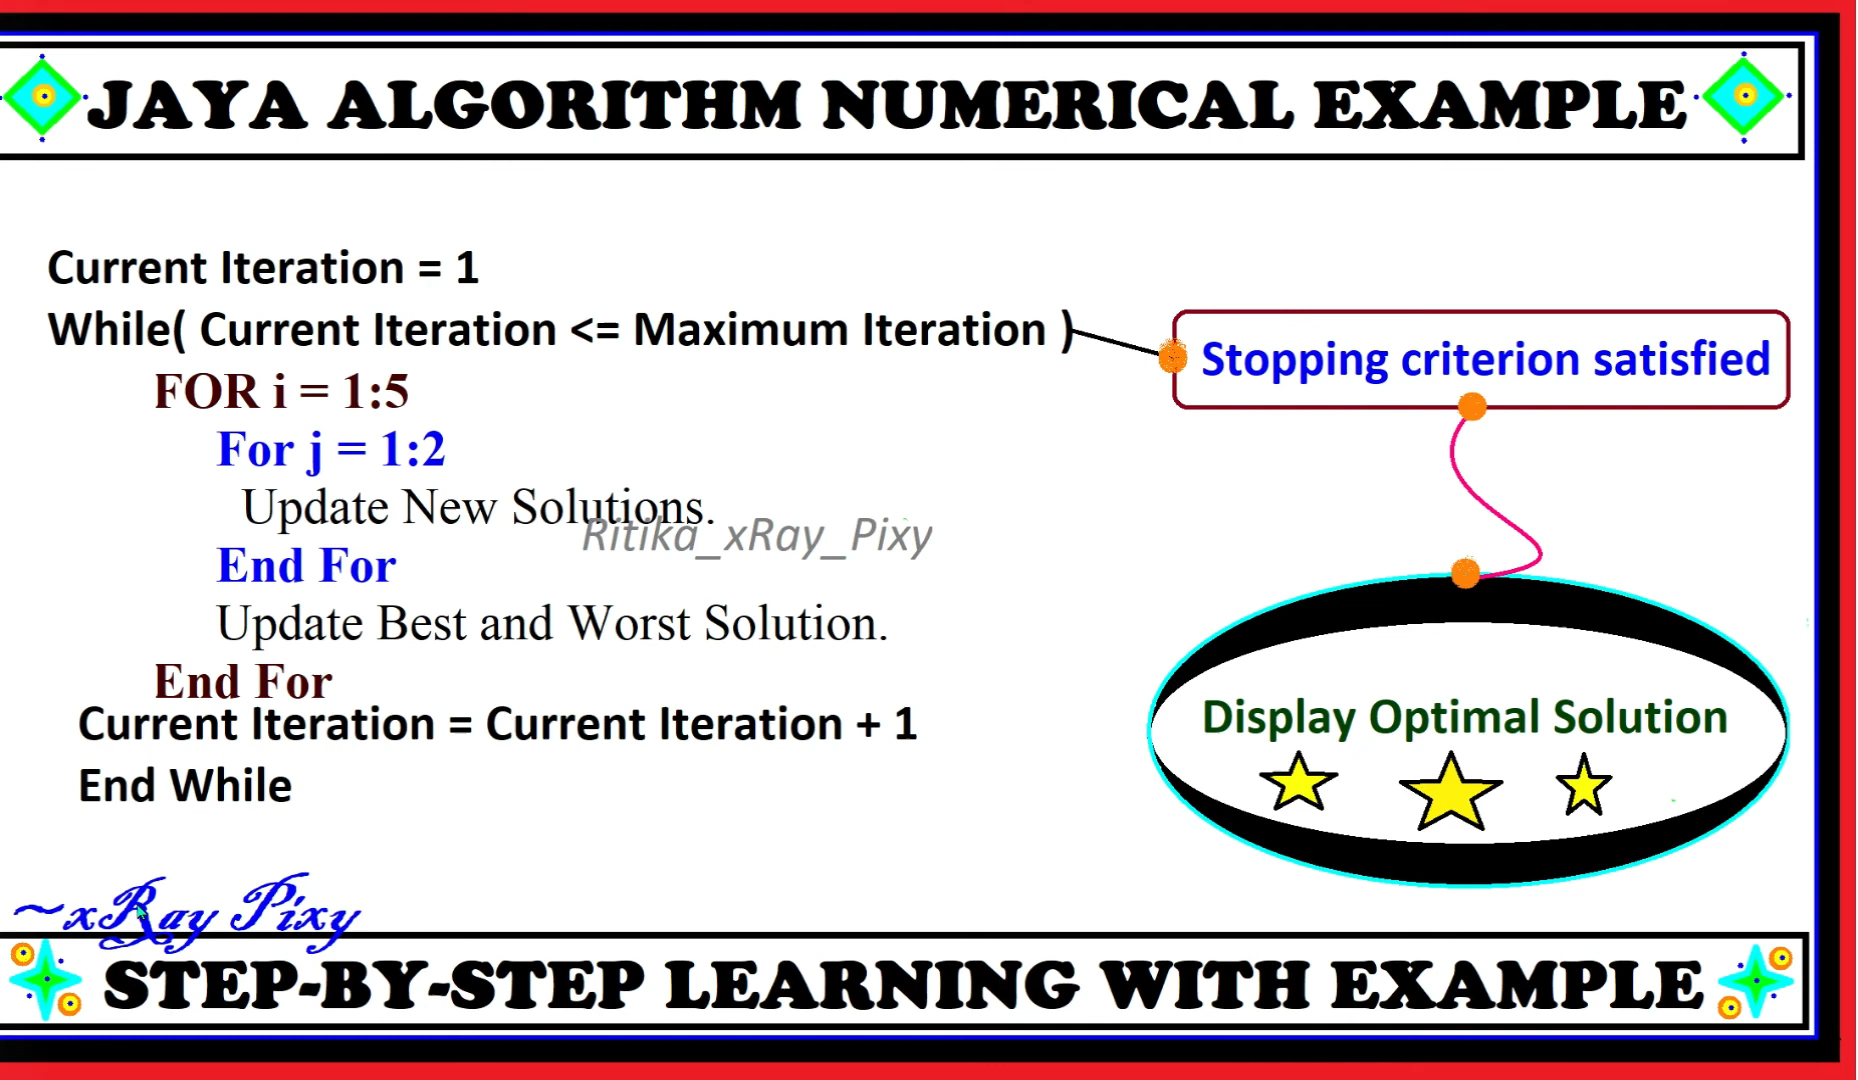 JAYA ALGORITHM NUMERICAL EXAMPLE
Current Iteration = 1
While( Current Iteration <= Maximum Iteration )
Stopping criterion satisfied
FOR i = 1:5
For j = 1:2
Update New Solutions.
Ritika_xRay_Pixy
End For
Update Best and Worst Solution.
End For
Current Iteration = Current Iteration + 1
End While
Display Optimal Solution
~xRay Pixy
STEP-BY-STEP LEARNING WITH EXAMPLE